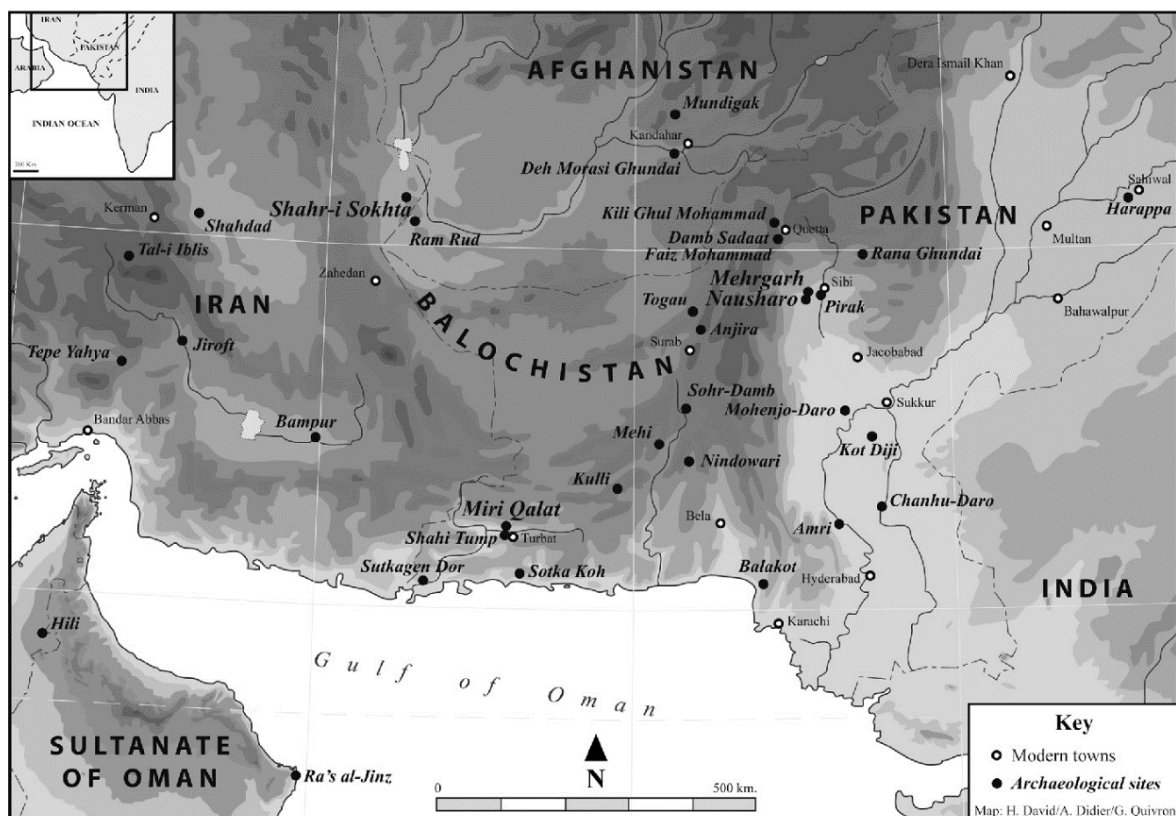 IRAN
PAKISTAN
ARABIA
INDIA
INDIAN OCEAN
300 Km
AFGHANISTAN
Dera Ismail Khan
Mundigak
Kandahar
Deh Morasi Ghundai
Sahiwal
Harappa
Kerman
Shahdad
Shahr-i Sokhta
Ram Rud
Kili Ghul Mohammad
Quetta
PAKISTAN
Multan
Tal-i Iblis
Damb Sadaat
Faiz Mohammad
Rana Ghundai
Zahedan
Mehrgarh
Sibi
Nausharo
Pirak
Bahawalpur
IRAN
BALOCHISTAN
Togau
Anjira
Surab
Jiroft
Tepe Yahya
Jacobabad
Sohr-Damb
Mohenjo-Daro
Sukkur
Bandar Abbas
Bampur
Mehi
Kot Diji
Nindowari
Kulli
Chanhu-Daro
Miri Qalat
Bela
Amri
Shahi Tump
Turbat
Sutkagen Dor
Sotka Koh
Balakot
Hyderabad
INDIA
Hili
Karachi
Gulf of Oman
SULTANATE
OF OMAN
Ra's al-Jinz
N
0
500 km.
Key
Modern towns
Archaeological sites
Map: H. David/A. Didier/G. Quivron